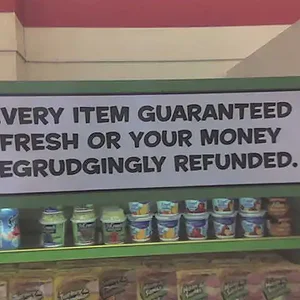 VERY ITEM GUARANTEED
FRESH OR YOUR MONEY
EGRUDGINGLY REFUNDED.